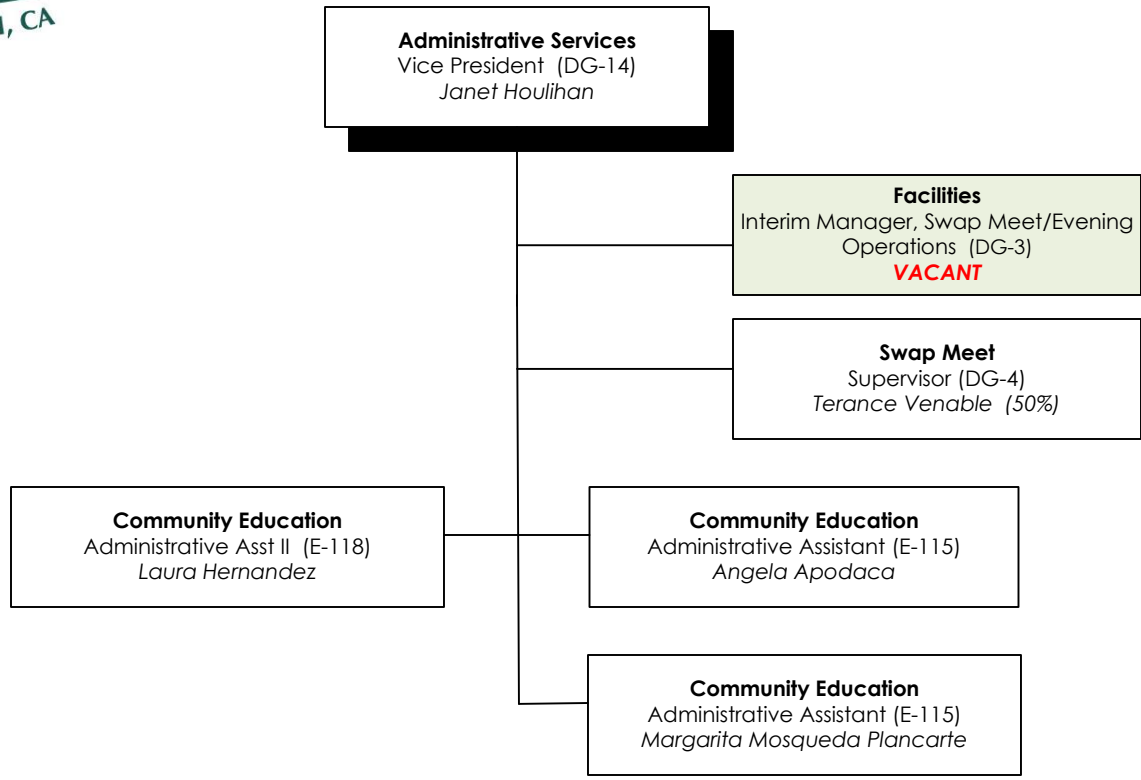 , CA
Administrative Services
Vice President (DG-14)
Janet Houlihan
Facilities
Interim Manager, Swap Meet/Evening
Operations (DG-3)
VACANT
Swap Meet
Supervisor (DG-4)
Terance Venable (50%)
Community Education
Administrative Asst II (E-118)
Laura Hernandez
Community Education
Administrative Assistant (E-115)
Angela Apodaca
Community Education
Administrative Assistant (E-115)
Margarita Mosqueda Plancarte